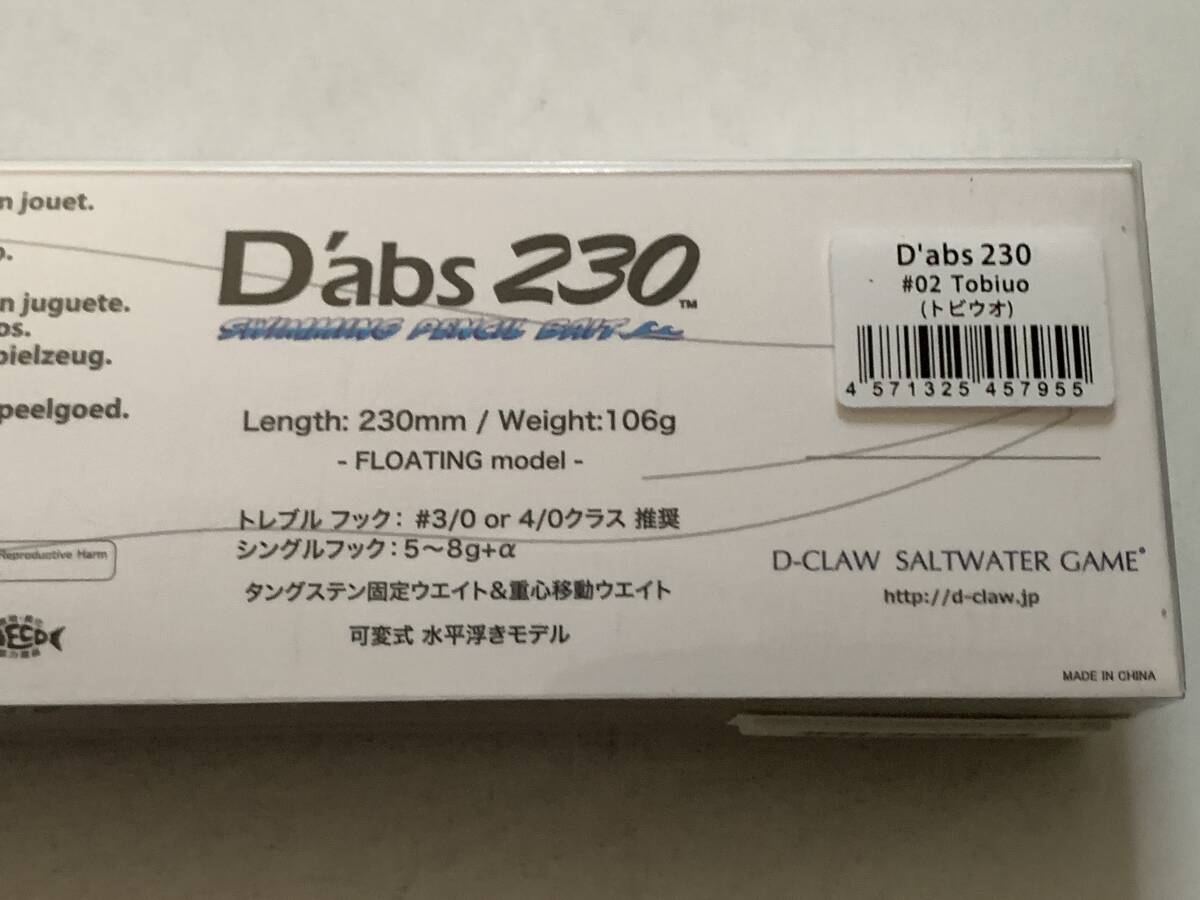 n jouet.
o.
n juguete.
os.
pielzeug.
peelgoed.
Reproductive Harm
D'abs 230 ™
SWIMMING PENCIL BAIT
Length: 230mm / Weight:106g
- FLOATING model -
トレブル フック： #3/0 or 4/0クラス 推奨
シングルフック：5～8g+α
タングステン固定ウエイト&重心移動ウエイト
可変式 水平浮きモデル
D'abs 230
#02 Tobiuo
(トビウオ)
4 571325 457955
D-CLAW SALTWATER GAME®
http://d-claw.jp
MADE IN CHINA